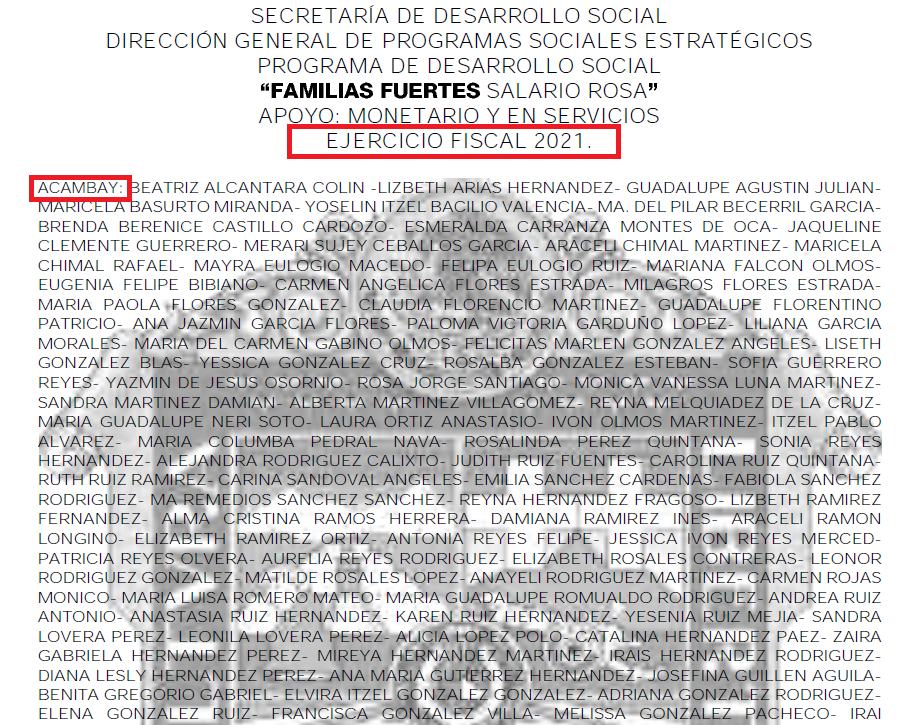 SECRETARÍA DE DESARROLLO SOCIAL
DIRECCIÓN GENERAL DE PROGRAMAS SOCIALES ESTRATÉGICOS
PROGRAMA DE DESARROLLO SOCIAL
“FAMILIAS FUERTES SALARIO ROSA”
APOYO: MONETARIO Y EN SERVICIOS
EJERCICIO FISCAL 2021.
ACAMBAY: BEATRIZ ALCANTARA COLIN -LIZBETH ARIAS HERNANDEZ- GUADALUPE AGUSTIN JULIAN-
MARICELA BASURTO MIRANDA- YOSELIN ITZEL BACILIO VALENCIA- MA. DEL PILAR BECERRIL GARCIA-
BRENDA BERENICE CASTILLO CARDOZO- ESMERALDA CARRANZA MONTES DE OCA- JAQUELINE
CLEMENTE GUERRERO- MERARI SUJEY CEBALLOS GARCIA- ARACELI CHIMAL MARTINEZ- MARICELA
CHIMAL RAFAEL- MAYRA EULOGIO MACEDO- FELIPA EULOGIO RUIZ- MARIANA FALCON OLMOS-
EUGENIA FELIPE BIBIANO- CARMEN ANGELICA FLORES ESTRADA- MILAGROS FLORES ESTRADA-
MARIA PAOLA FLORES GONZALEZ- CLAUDIA FLORENCIO MARTINEZ- GUADALUPE FLORENTINO
PATRICIO- ANA JAZMIN GARCIA FLORES- PALOMA VICTORIA GARDUÑO LOPEZ- LILIANA GARCIA
MORALES- MARIA DEL CARMEN GABINO OLMOS- FELICITAS MARLEN GONZALEZ ANGELES- LISETH
GONZALEZ BLAS- YESSICA GONZALEZ CRUZ- ROSALBA GONZALEZ ESTEBAN- SOFIA GUERRERO
REYES- YAZMIN DE JESUS OSORNIO- ROSA JORGE SANTIAGO- MONICA VANESSA LUNA MARTINEZ-
SANDRA MARTINEZ DAMIAN- ALBERTA MARTINEZ VILLAGOMEZ- REYNA MELQUIADEZ DE LA CRUZ-
MARIA GUADALUPE NERI SOTO- LAURA ORTIZ ANASTASIO- IVON OLMOS MARTINEZ- ITZEL PABLO
ALVAREZ- MARIA COLUMBA PEDRAL NAVA- ROSALINDA PEREZ QUINTANA- SONIA REYES
HERNANDEZ- ALEJANDRA RODRIGUEZ CALIXTO- JUDITH RUIZ FUENTES- CAROLINA RUIZ QUINTANA-
RUTH RUIZ RAMIREZ- CARINA SANDOVAL ANGELES- EMILIA SANCHEZ CARDENAS- FABIOLA SANCHEZ
RODRIGUEZ- MA REMEDIOS SANCHEZ SANCHEZ- REYNA HERNANDEZ FRAGOSO- LIZBETH RAMIREZ
FERNANDEZ- ALMA CRISTINA RAMOS HERRERA- DAMIANA RAMIREZ INES- ARACELI RAMON
LONGINO- ELIZABETH RAMIREZ ORTIZ- ANTONIA REYES FELIPE- JESSICA IVON REYES MERCED-
PATRICIA REYES OLVERA- AURELIA REYES RODRIGUEZ- ELIZABETH ROSALES CONTRERAS- LEONOR
RODRIGUEZ GONZALEZ- MATILDE ROSALES LOPEZ- ANAYELI RODRIGUEZ MARTINEZ- CARMEN ROJAS
MONICO- MARIA LUISA ROMERO MATEO- MARIA GUADALUPE ROMUALDO RODRIGUEZ- ANDREA RUIZ
ANTONIO- ANASTASIA RUIZ HERNANDEZ- KAREN RUIZ HERNANDEZ- YESENIA RUIZ MEJIA- SANDRA
LOVERA PEREZ- LEONILA LOVERA PEREZ- ALICIA LOPEZ POLO- CATALINA HERNANDEZ PAEZ- ZAIRA
GABRIELA HERNANDEZ PEREZ- MIREYA HERNANDEZ MARTINEZ- IRAIS HERNANDEZ RODRIGUEZ-
DIANA LESLY HERNANDEZ PEREZ- ANA MARIA GUTIERREZ HERNANDEZ- JOSEFINA GUILLEN AGUILA-
BENITA GREGORIO GABRIEL- ELVIRA ITZEL GONZALEZ GONZALEZ- ADRIANA GONZALEZ RODRIGUEZ-
ELENA GONZALEZ RUIZ- FRANCISCA GONZALEZ VILLA- MELISSA GONZALEZ PACHECO- IRAI